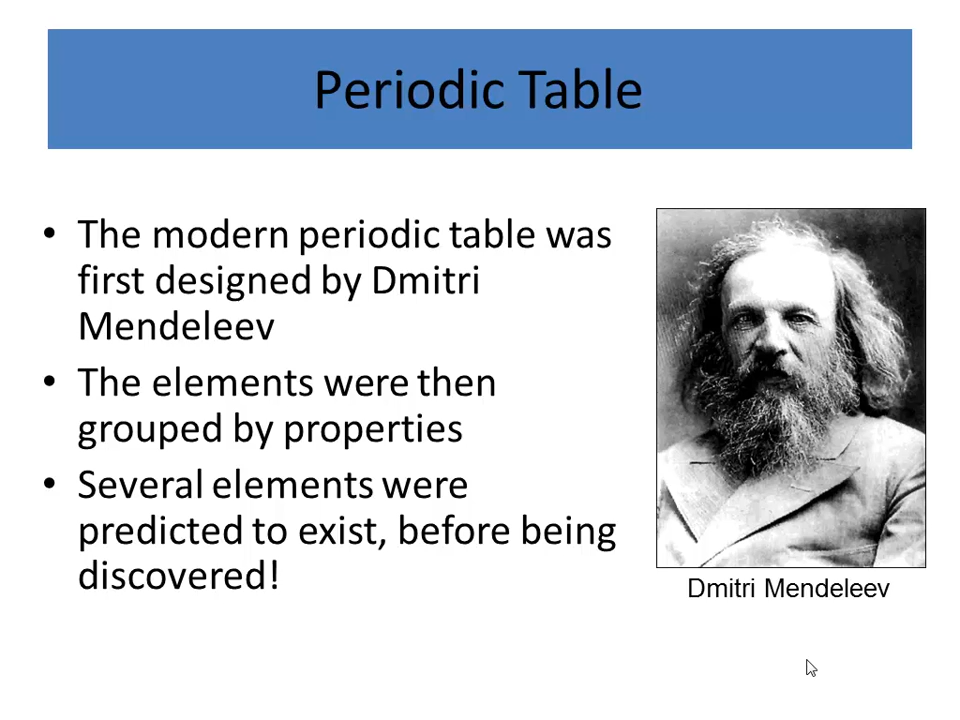 Periodic Table
• The modern periodic table was
first designed by Dmitri
Mendeleev
• The elements were then
grouped by properties
• Several elements were
predicted to exist, before being
discovered!
Dmitri Mendeleev